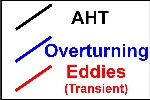 AHT
Overturning
Eddies
(Transient)